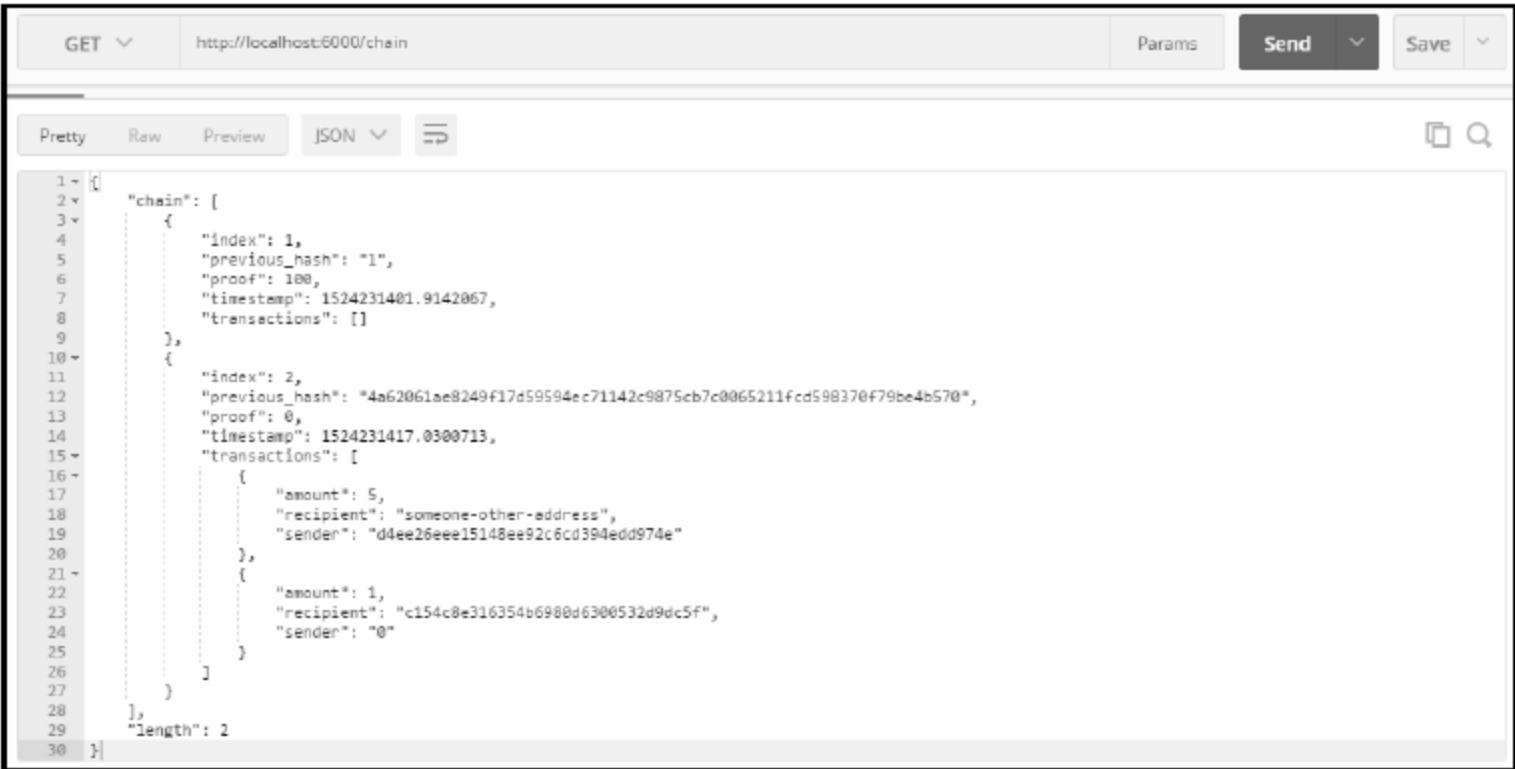 GET http://localhost:6000/chain Params Send Save
Pretty Raw Preview JSON
1 {
2 "chain": [
3 {
4 "index": 1,
5 "previous_hash": "1",
6 "proof": 100,
7 "timestamp": 1524231401.9142067,
8 "transactions": []
9 },
10 {
11 "index": 2,
12 "previous_hash": "4a62061ae8249f17d59594ec71142c9875cb7c0065211fcd598370f79be4b570",
13 "proof": 0,
14 "timestamp": 1524231417.0300713,
15 "transactions": [
16 {
17 "amount": 5,
18 "recipient": "someone-other-address",
19 "sender": "d4ee26eee15148ee92c6cd394edd974e"
20 },
21 {
22 "amount": 1,
23 "recipient": "c154c8e316354b6980d6300532d9dc5f",
24 "sender": "0"
25 }
26 ]
27 }
28 ],
29 "length": 2
30 }